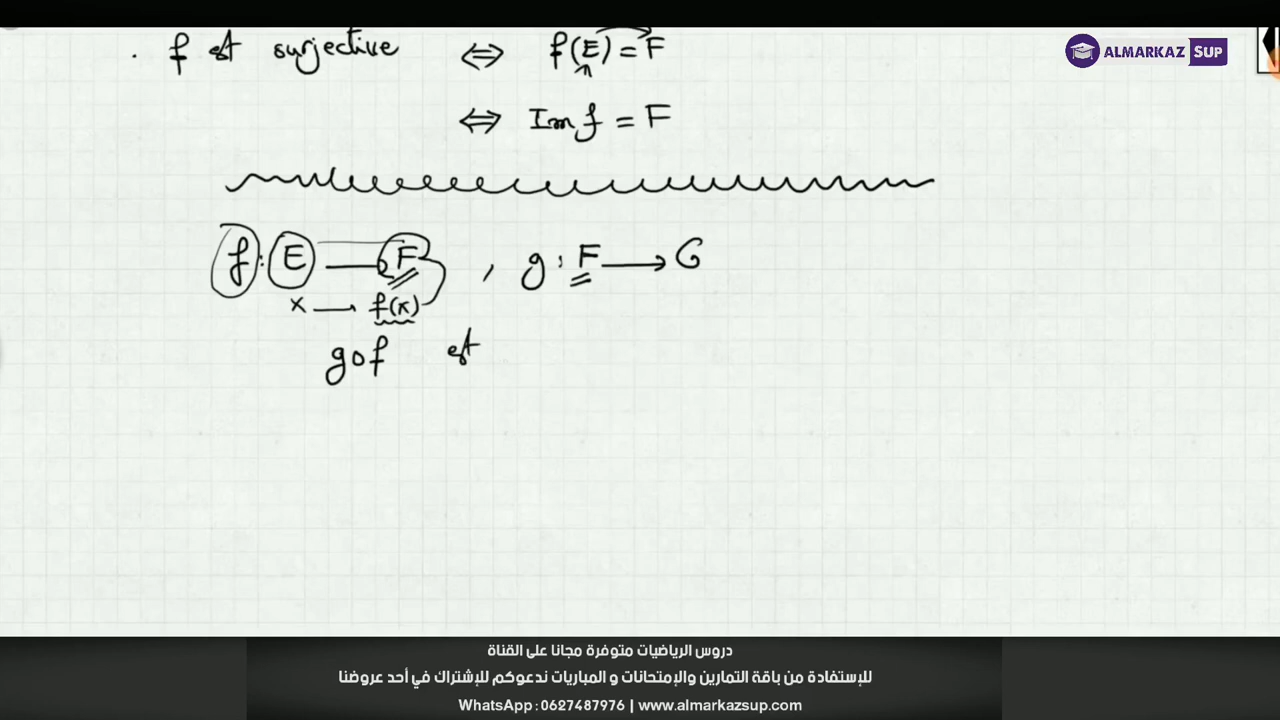 . f est surjective ⇔ f(E) = F
ALMARKAZ SUP
⇔ Im f = F
f : E ⟶ F , g : F ⟶ G
x ⟶ f(x)
gof est
دروس الرياضيات متوفرة مجانا على القناة
للإستفادة من باقة التمارين والإمتحانات و المباريات ندعوكم للإشتراك في أحد عروضنا
WhatsApp : 0627487976 | www.almarkazsup.com